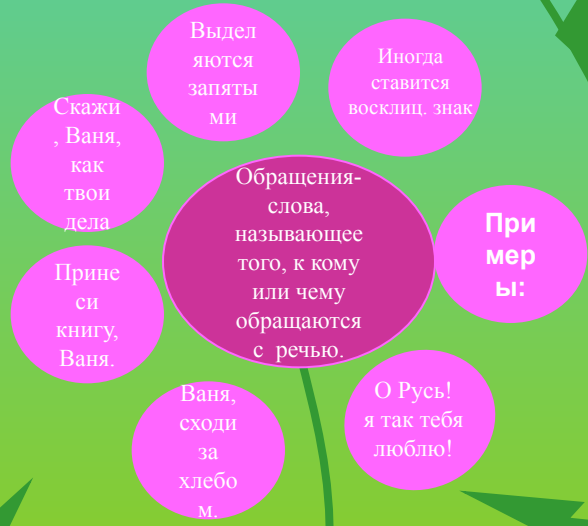 Выдел
яются
запяты
ми
Иногда
ставится
восклиц. знак
Скажи
, Ваня,
как
твои
дела
Обращения-
слова,
называющее
того, к кому
или чему
обращаются
с речью.
При
мер
ы:
Прине
си
книгу,
Ваня.
Ваня,
сходи
за
хлебо
м.
О Русь!
я так тебя
люблю!